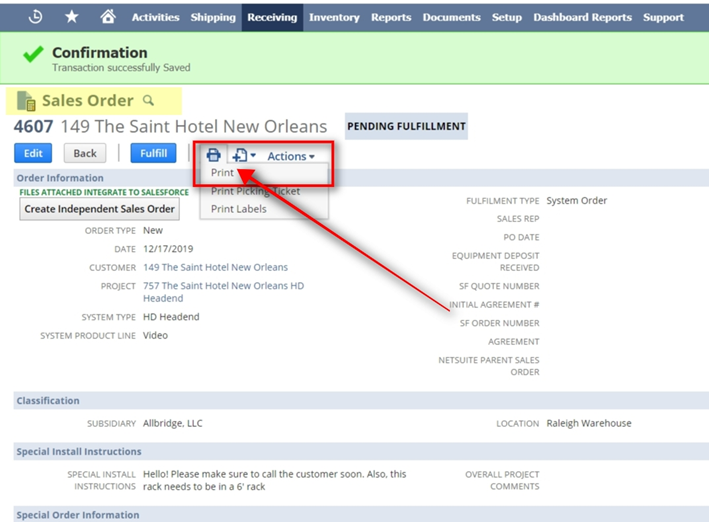 Activities Shipping Receiving Inventory Reports Documents Setup Dashboard Reports Support
Confirmation
Transaction successfully Saved
Sales Order
4607 149 The Saint Hotel New Orleans PENDING FULFILLMENT
Edit Back Fulfill Actions
Print
Order Information
FILES ATTACHED INTEGRATE TO SALESFORCE
Print Picking Ticket
Create Independent Sales Order
Print Labels
FULFILMENT TYPE System Order
SALES REP
ORDER TYPE New
PO DATE
DATE 12/17/2019
EQUIPMENT DEPOSIT
RECEIVED
CUSTOMER 149 The Saint Hotel New Orleans
SF QUOTE NUMBER
PROJECT 757 The Saint Hotel New Orleans HD
Headend
INITIAL AGREEMENT #
SYSTEM TYPE HD Headend
SF ORDER NUMBER
SYSTEM PRODUCT LINE Video
AGREEMENT
NETSUITE PARENT SALES
ORDER
Classification
SUBSIDIARY Allbridge, LLC
LOCATION Raleigh Warehouse
Special Install Instructions
SPECIAL INSTALL Hello! Please make sure to call the customer soon. Also, this
INSTRUCTIONS rack needs to be in a 6' rack
OVERALL PROJECT
COMMENTS
Special Order Information